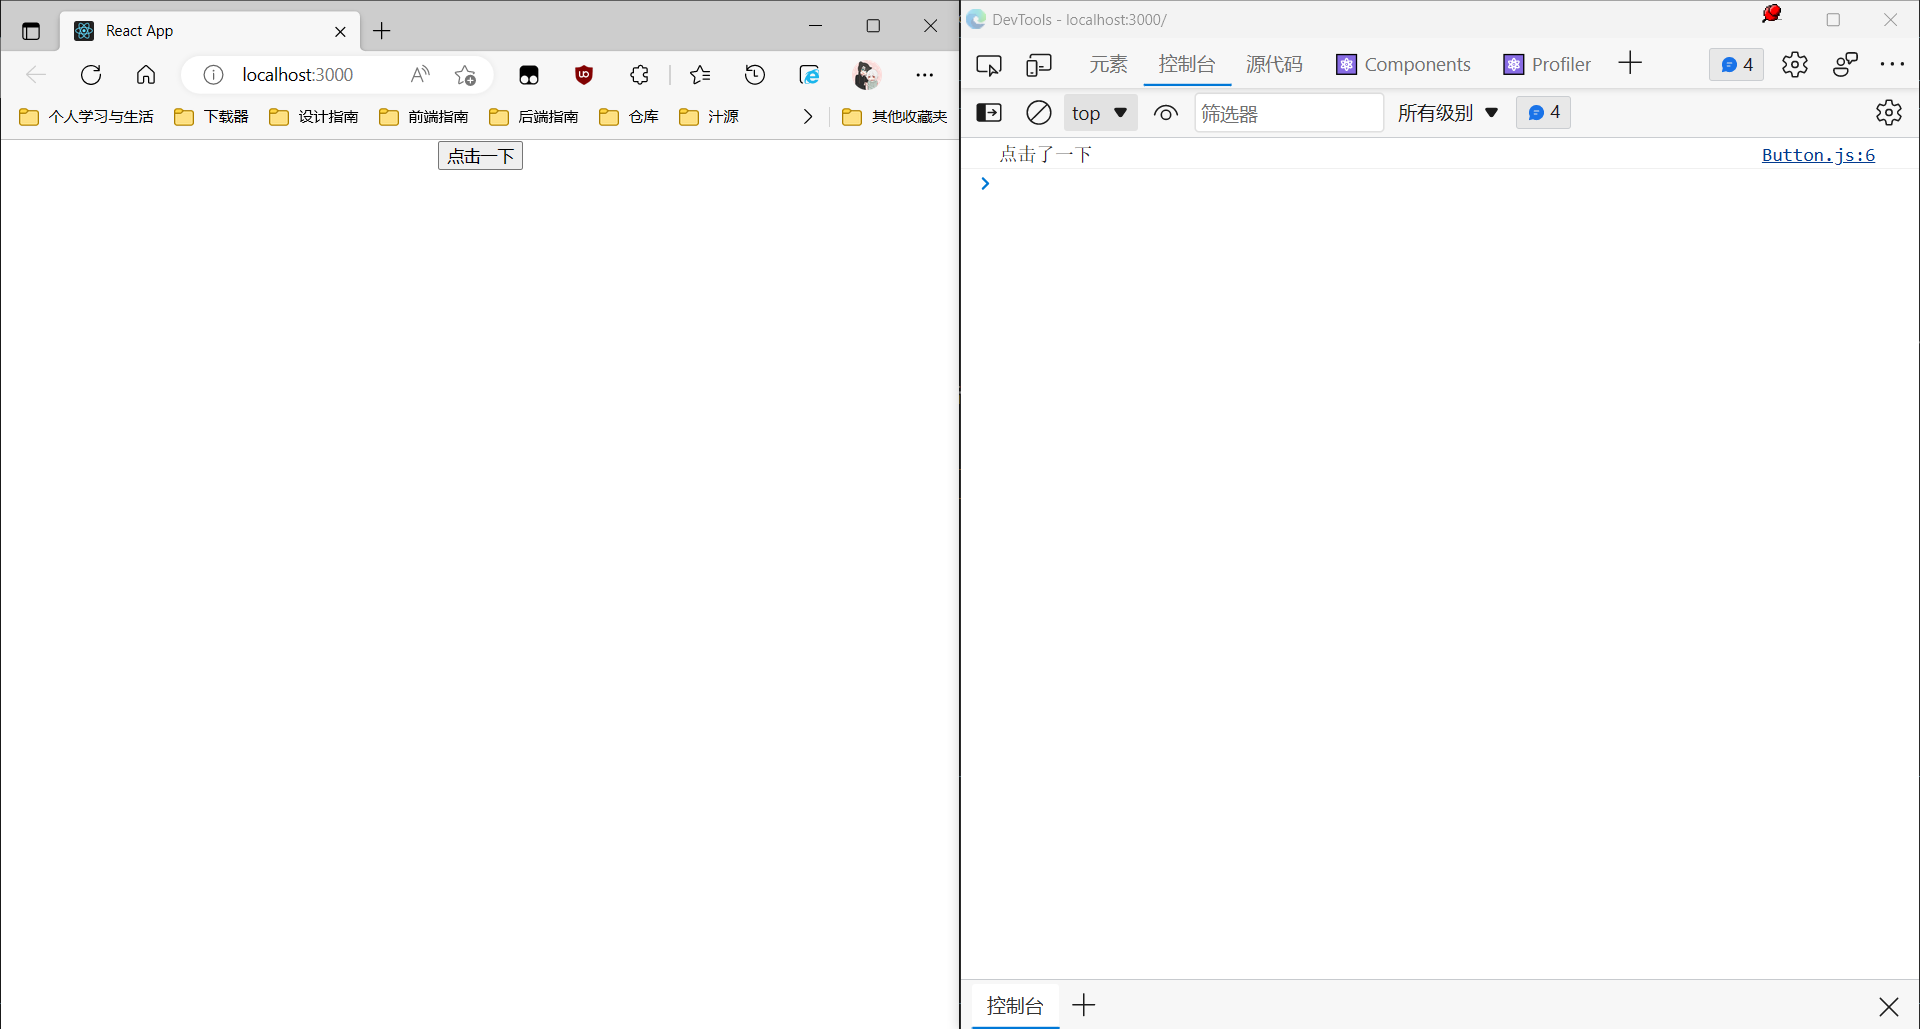 React App
localhost:3000
个人学习与生活 下载器 设计指南 前端指南 后端指南 仓库 汁源 其他收藏夹
点击一下
DevTools - localhost:3000/
元素 控制台 源代码 Components Profiler 4
top 筛选器 所有级别 4
点击了一下 Button.js:6
控制台